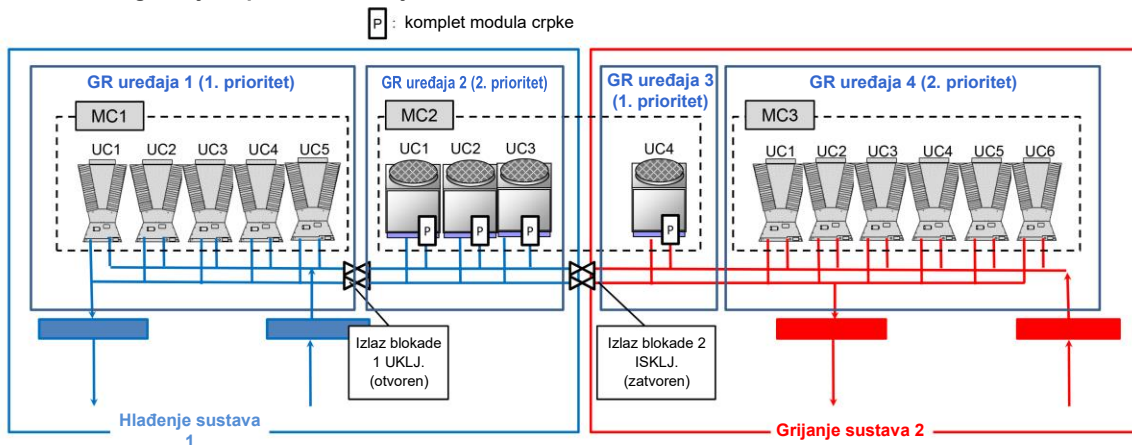 P : komplet modula crpke
GR uređaja 1 (1. prioritet)
GR uređaja 2 (2. prioritet)
GR uređaja 3
(1. prioritet)
GR uređaja 4 (2. prioritet)
MC1
MC2
MC3
UC1 UC2 UC3 UC4 UC5
UC1 UC2 UC3
UC4
UC1 UC2 UC3 UC4 UC5 UC6
P P P
P
Izlaz blokade
1 UKLJ.
(otvoren)
Izlaz blokade 2
ISKLJ.
(zatvoren)
Hlađenje sustava
1
Grijanje sustava 2